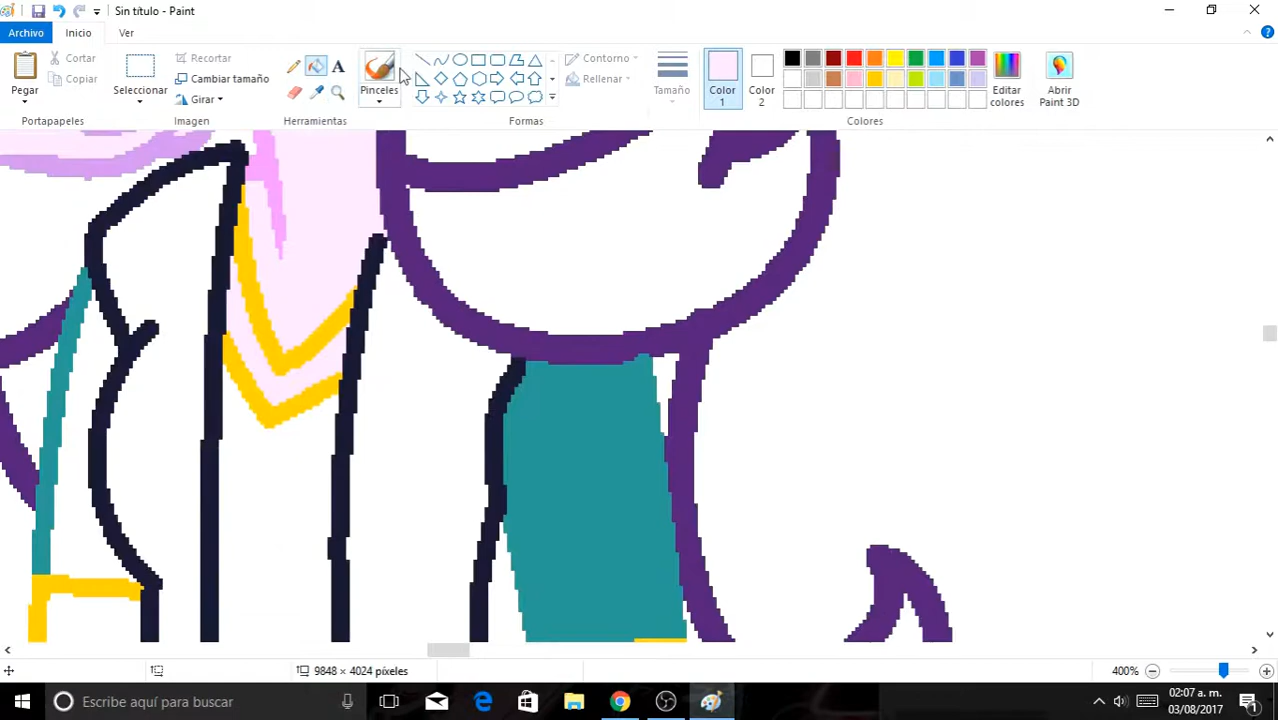 Sin título - Paint
Archivo Inicio Ver
Pegar
Cortar
Copiar
Portapapeles
Seleccionar
Recortar
Cambiar tamaño
Girar
Imagen
A
Herramientas
Pinceles
Contorno
Rellenar
Formas
Tamaño
Color 1
Color 2
Editar colores
Abrir Paint 3D
Colores
9848 × 4024 píxeles
400%
Escribe aquí para buscar
02:07 a. m.
03/08/2017